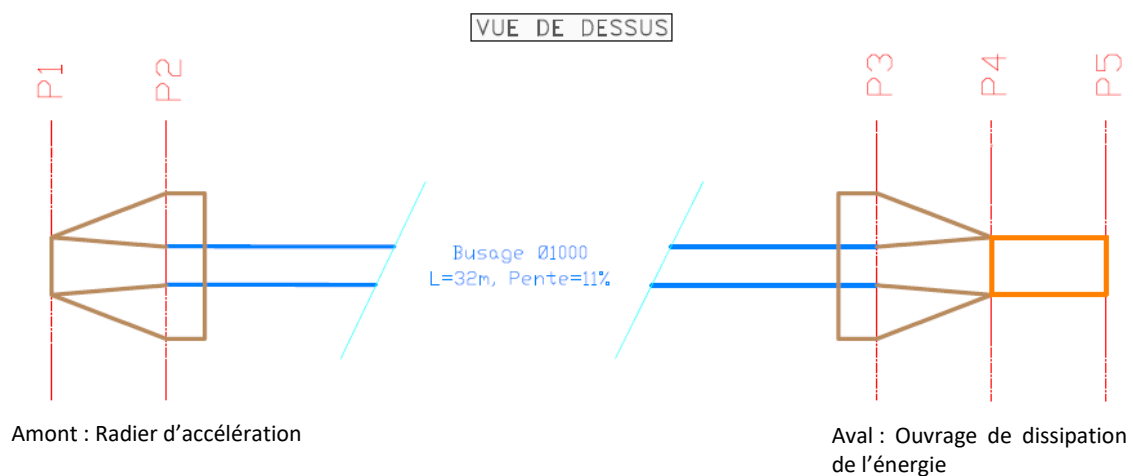 VUE DE DESSUS
P1
P2
P3
P4
P5
Busage Ø1000
L=32m, Pente=11%
Amont : Radier d’accélération
Aval : Ouvrage de dissipation
de l’énergie